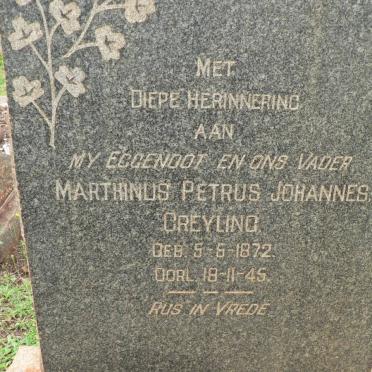 MET
DIEPE HERINNERING
AAN
MY EGGENOOT EN ONS VADER
MARTHINUS PETRUS JOHANNES
GREYLING
GEB. 5-5-1872.
OORL. 18-11-45.
RUS IN VREDE